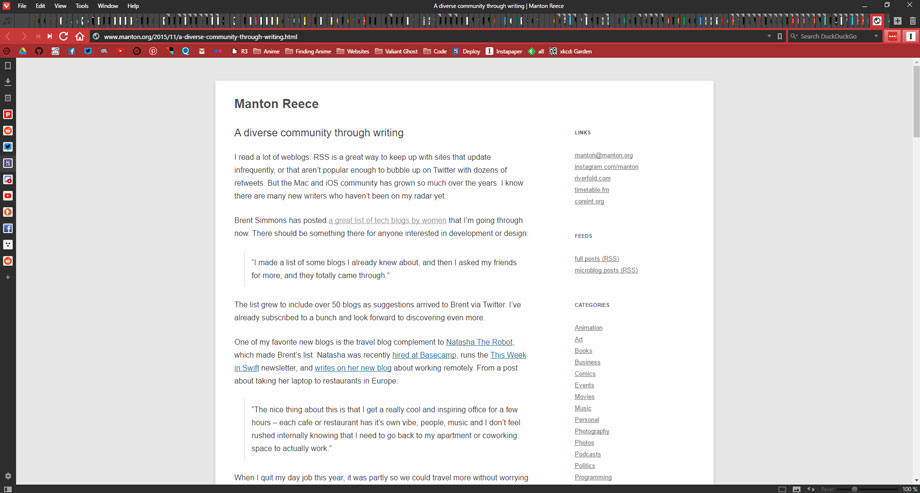 File Edit View Tools Window Help
A diverse community through writing | Manton Reece
www.manton.org/2015/11/a-diverse-community-through-writing.html
Search DuckDuckGo
R3 Anime Finding Anime Websites Valiant Ghost Code Deploy Instapaper all xkcd Garden
Manton Reece
A diverse community through writing
I read a lot of weblogs. RSS is a great way to keep up with sites that update
infrequently, or that aren’t popular enough to bubble up on Twitter with dozens of
retweets. But the Mac and iOS community has grown so much over the years. I know
there are many new writers who haven’t been on my radar yet.
Brent Simmons has posted a great list of tech blogs by women that I’m going through
now. There should be something there for anyone interested in development or design:
“I made a list of some blogs I already knew about, and then I asked my friends
for more, and they totally came through.”
The list grew to include over 50 blogs as suggestions arrived to Brent via Twitter. I’ve
already subscribed to a bunch and look forward to discovering even more.
One of my favorite new blogs is the travel blog complement to Natasha The Robot,
which made Brent’s list. Natasha was recently hired at Basecamp, runs the This Week
in Swift newsletter, and writes on her new blog about working remotely. From a post
about taking her laptop to restaurants in Europe:
“The nice thing about this is that I get a really cool and inspiring office for a few
hours – each cafe or restaurant has it’s own vibe, people, music and I don’t feel
rushed internally knowing that I need to go back to my apartment or coworking
space to actually work.”
When I quit my day job this year, it was partly so we could travel more without worrying
LINKS
manton@manton.org
instagram.com/manton
riverfold.com
timetable.fm
coreint.org
FEEDS
full posts (RSS)
microblog posts (RSS)
CATEGORIES
Animation
Art
Books
Business
Comics
Events
Movies
Music
Personal
Photography
Photos
Podcasts
Politics
Programming
Reset
100 %